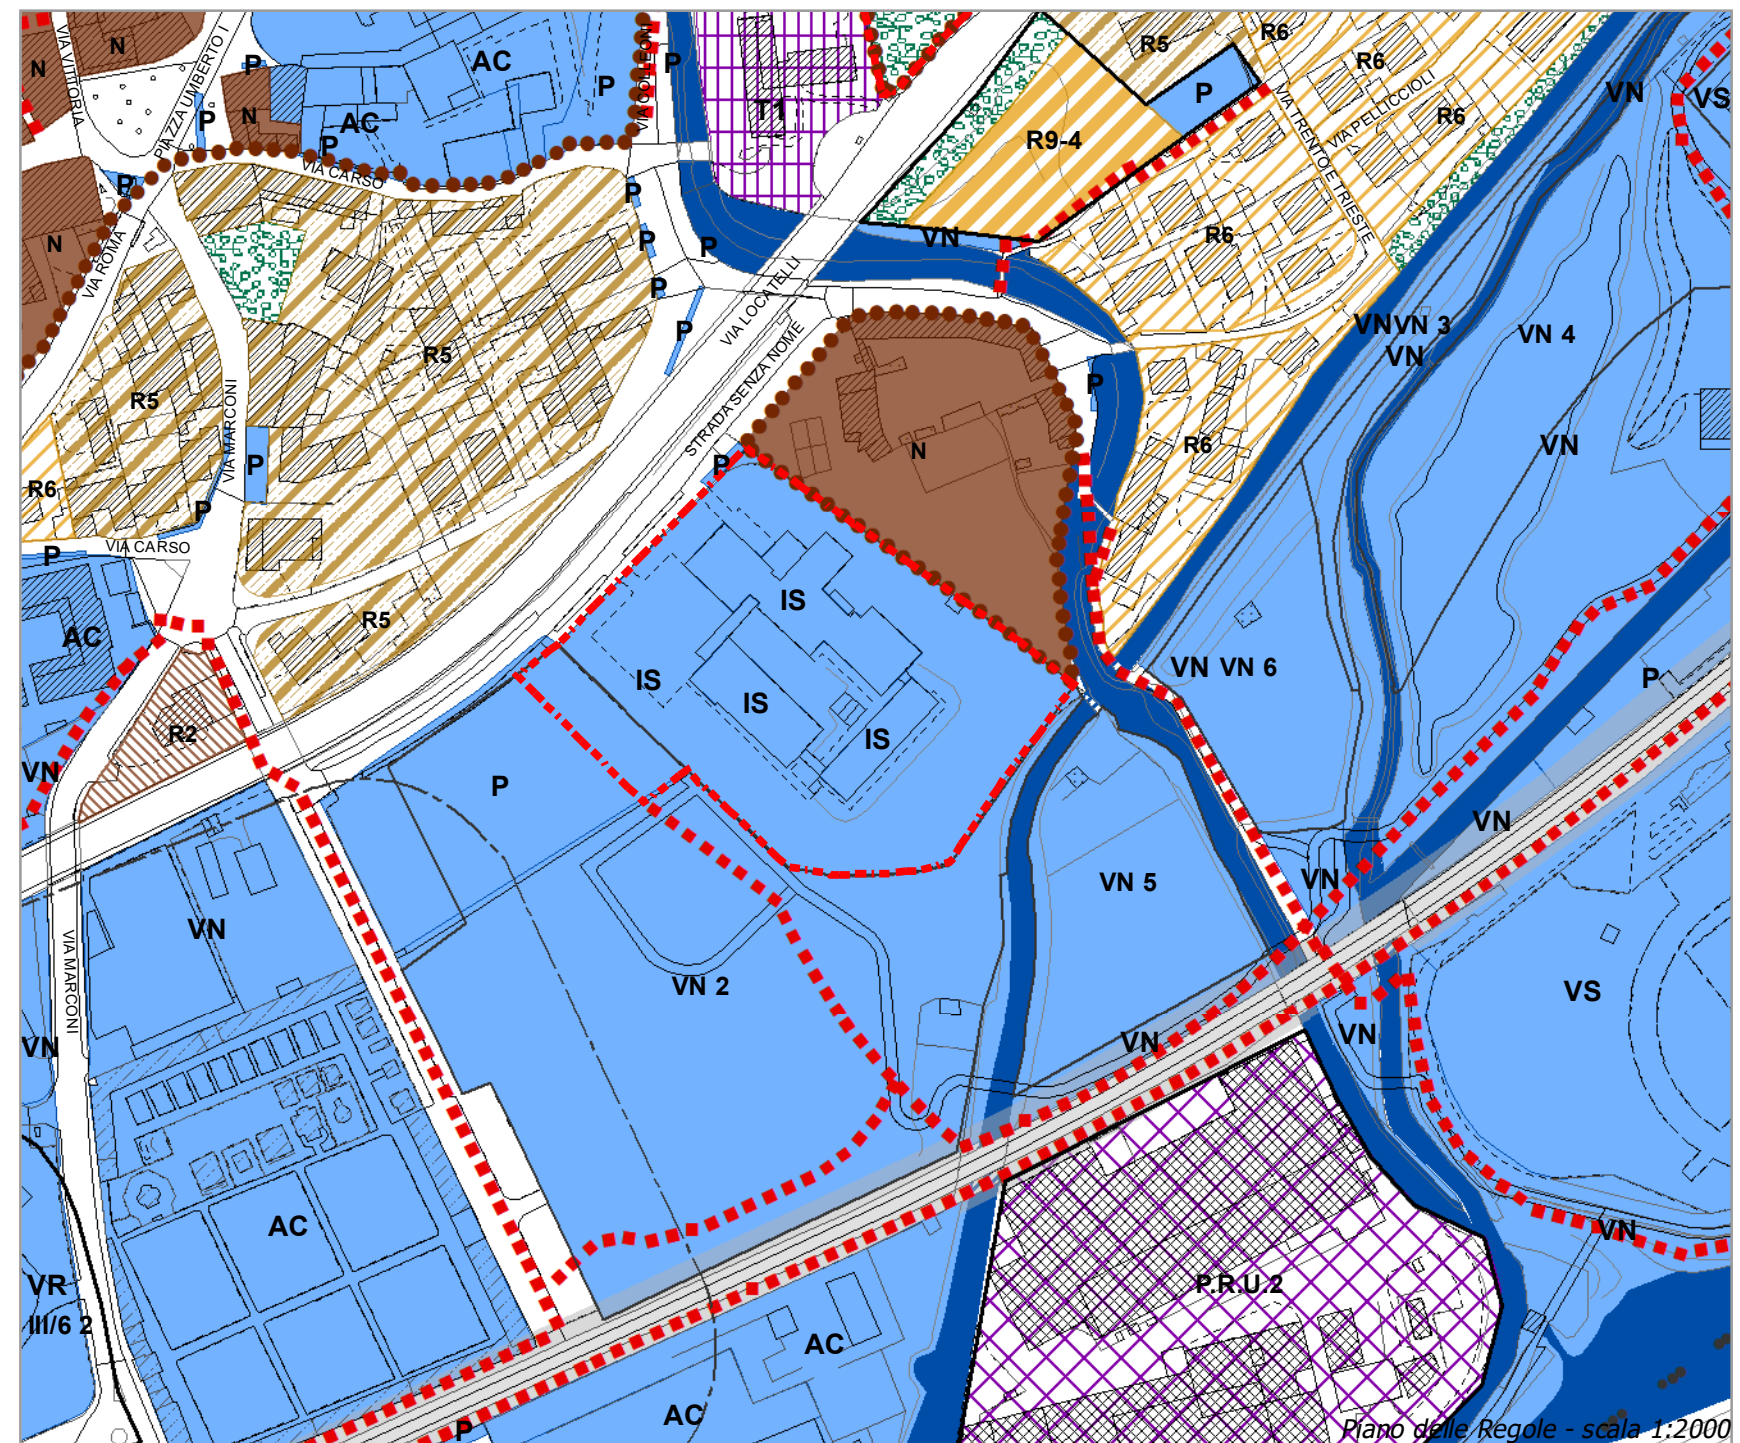 N
N
VIA VITTORIA
PIAZZA UMBERTO I
P
P
N
AC
AC
P
P
VIA COLLEONI
P
T1
R5
R6
R6
R6
P
R9-4
VIA TRENTO E TRIESTE
VIA PELLICCIOLI
VN
VS
P
VIA CARSO
N
VIA ROMA
P
P
P
P
P
VN
R6
VIA LOCATELLI
STRADA SENZA NOME
R5
R5
VIA MARCONI
P
P
R6
P
VIA CARSO
VN
VN 3
VN
VN 4
VN
P
R6
N
P
AC
R5
R2
VN
IS
IS
IS
IS
VN
VN 6
P
VN
VN
P
VN
VN 5
VN 2
VS
VIA MARCONI
VN
VN
VN
AC
VN
VR
III/6 2
P.R.U.2
AC
AC
P
Piano delle Regole - scala 1:2000